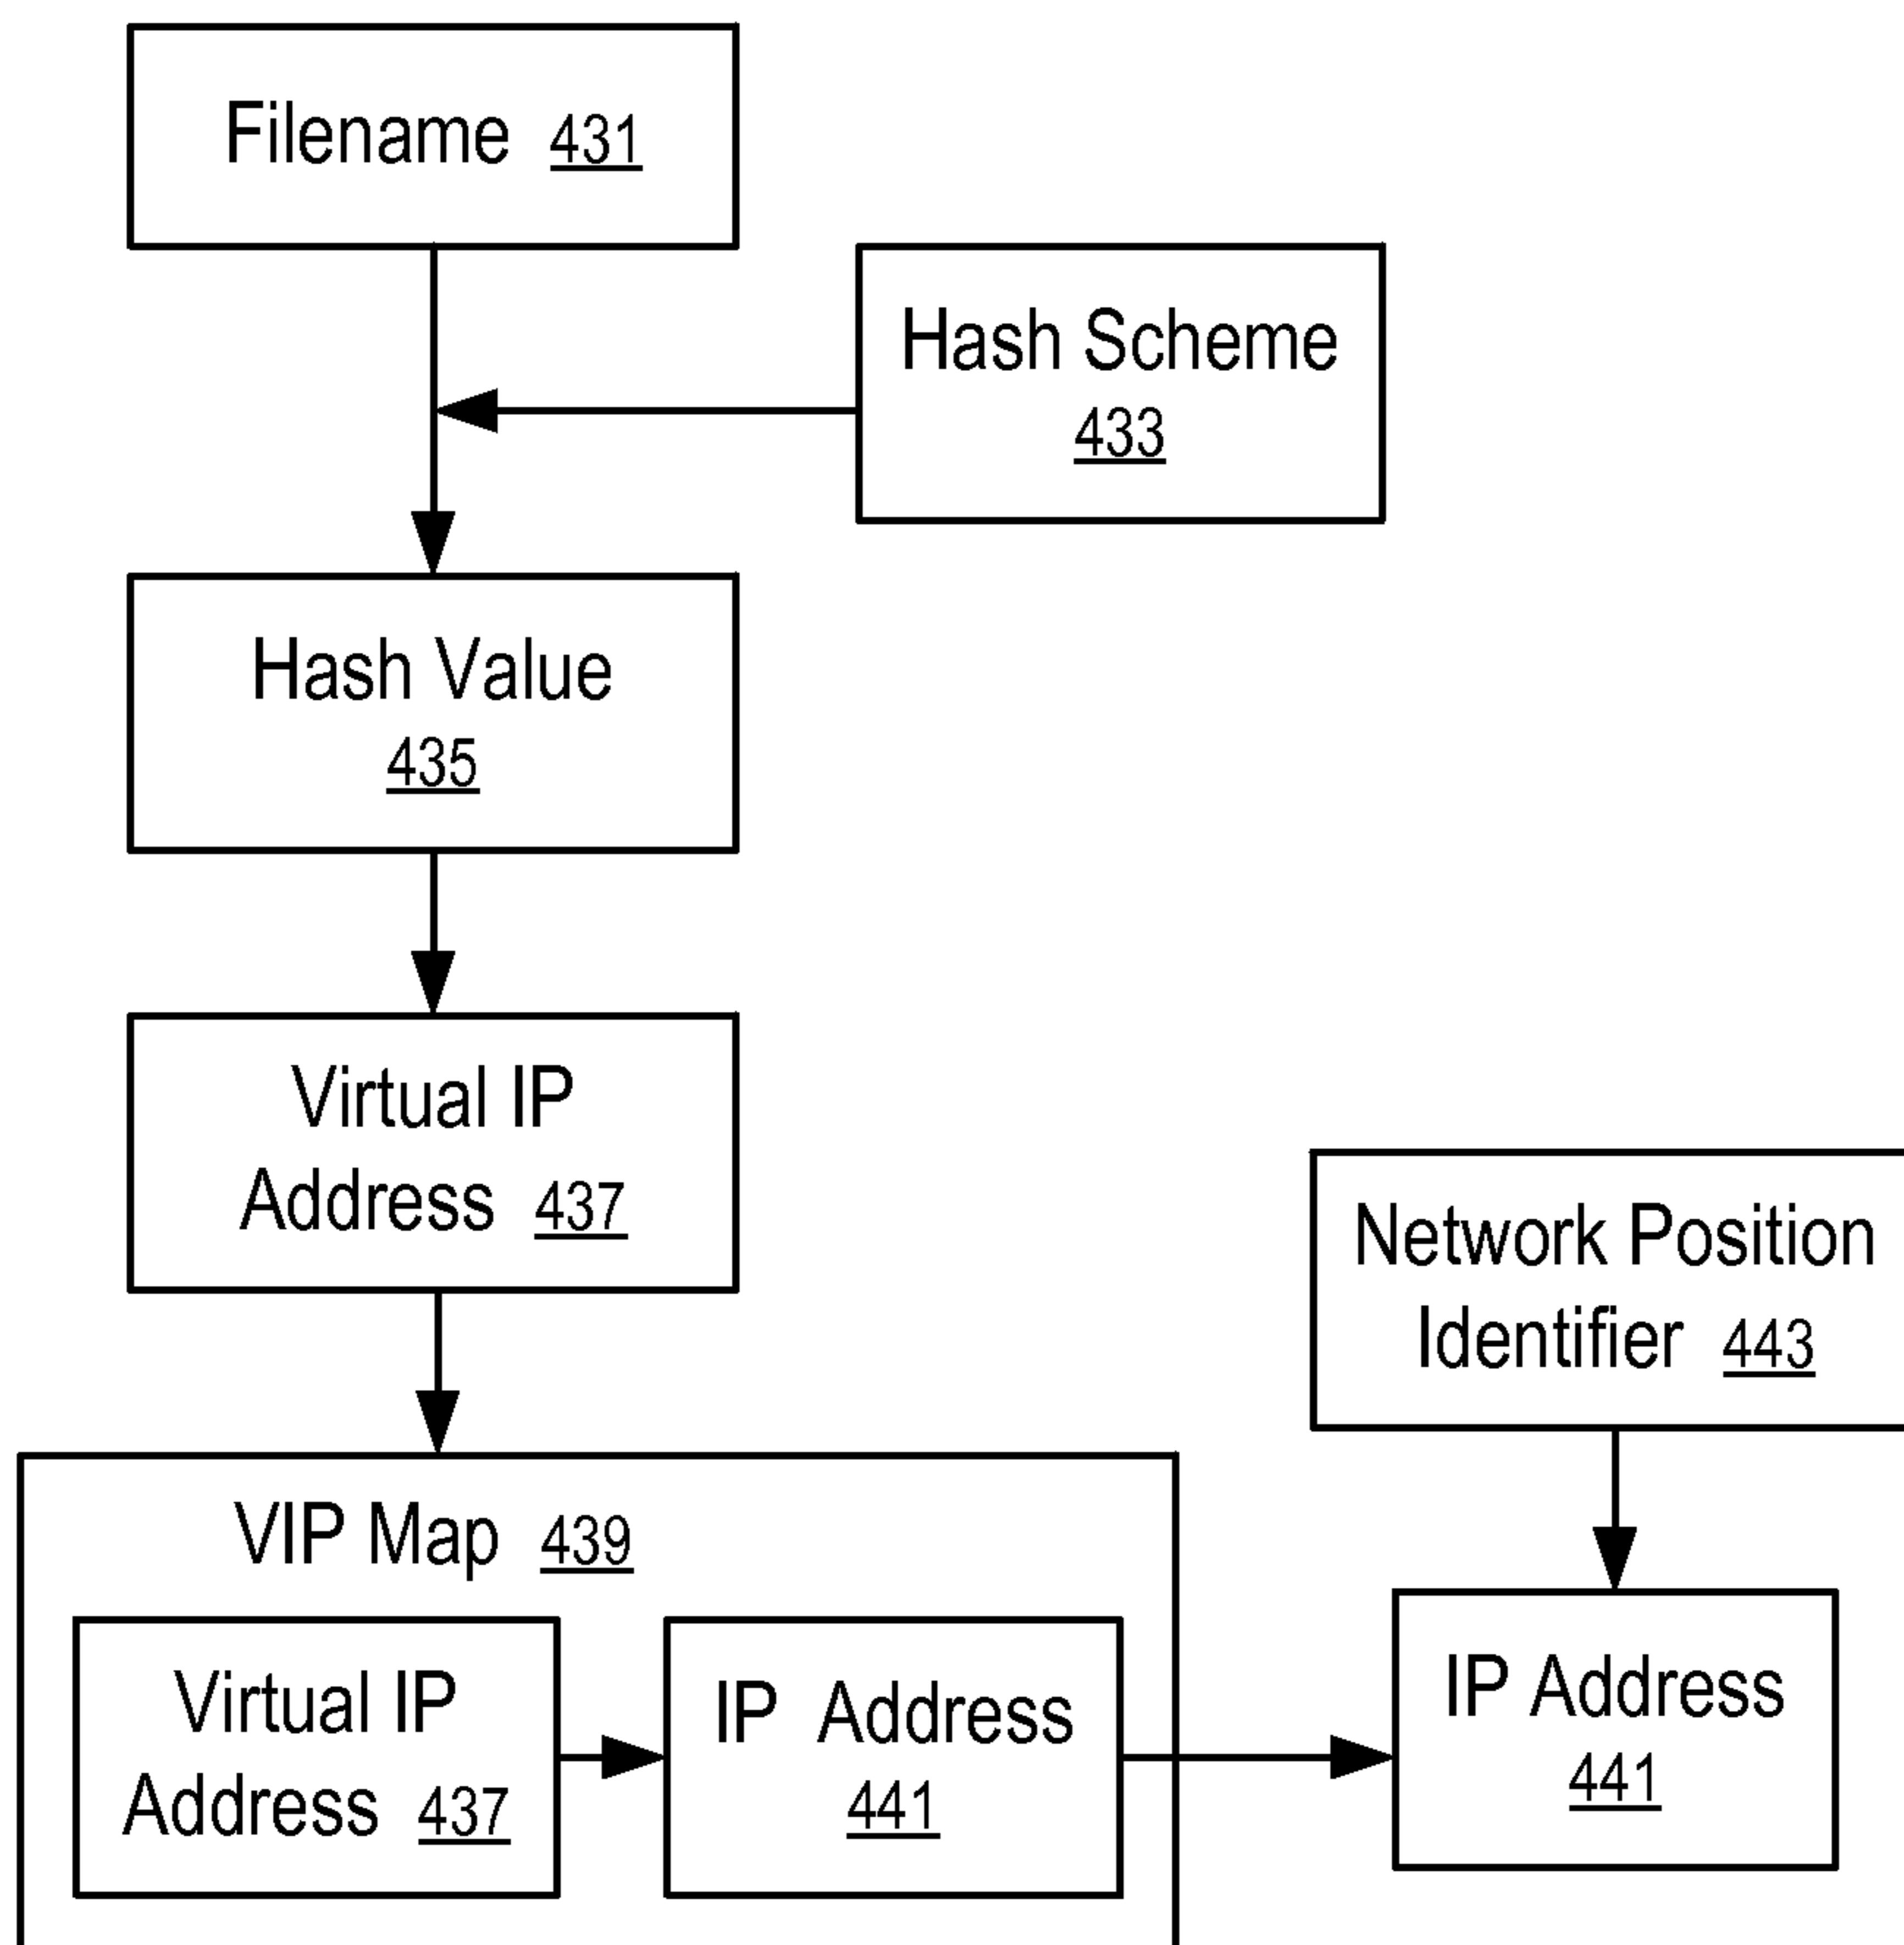 Filename 431
Hash Scheme
433
Hash Value
435
Virtual IP
Address 437
Network Position
Identifier 443
VIP Map 439
Virtual IP
Address 437
IP Address
441
IP Address
441